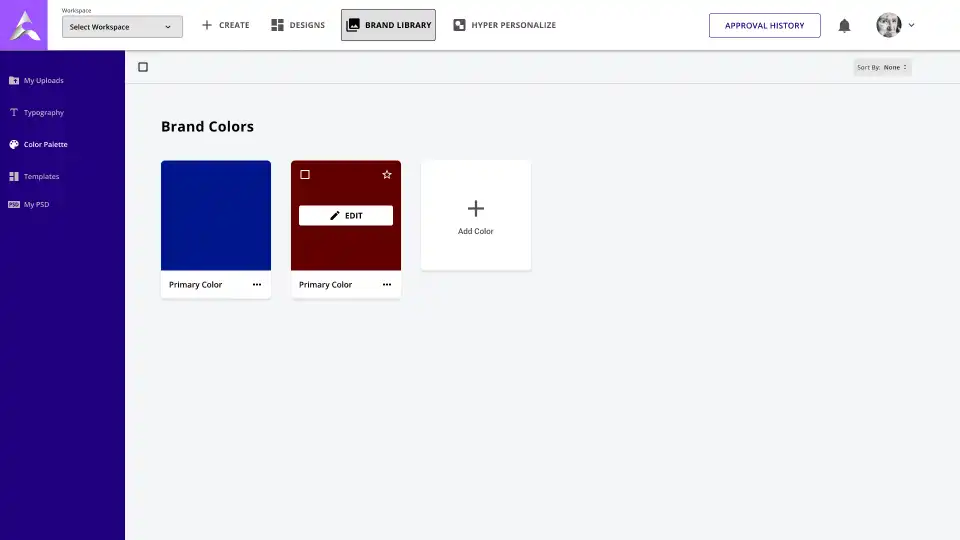 Workspace
Select Workspace
CREATE
DESIGNS
BRAND LIBRARY
HYPER PERSONALIZE
APPROVAL HISTORY
Sort By: None
My Uploads
Typography
Color Palette
Templates
PSD My PSD
Brand Colors
EDIT
Add Color
Primary Color
Primary Color